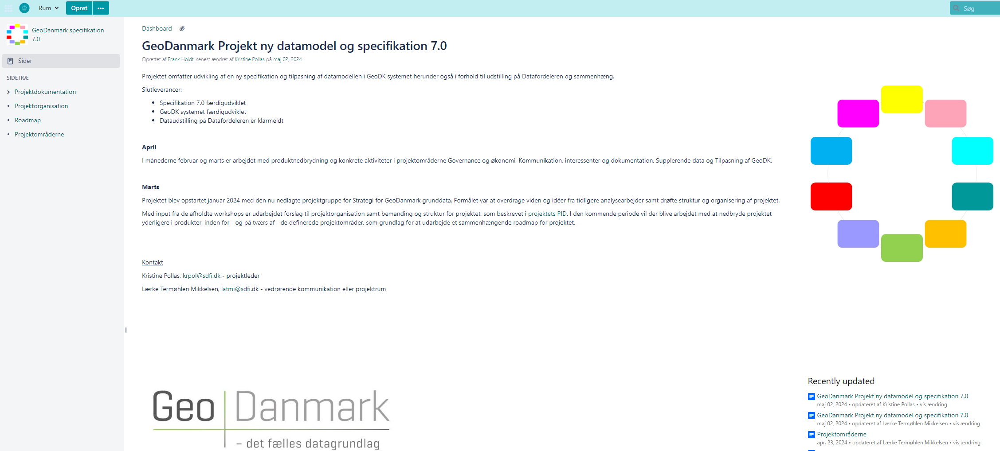 Rum
Opret
Søg
GeoDanmark specifikation
7.0
Sider
SIDETRÆ
Projektdokumentation
Projektorganisation
Roadmap
Projektområderne
Dashboard
GeoDanmark Projekt ny datamodel og specifikation 7.0
Oprettet af Frank Holdt, senest ændret af Kristine Pollas på maj 02, 2024
Projektet omfatter udvikling af en ny specifikation og tilpasning af datamodellen i GeoDK systemet herunder også i forhold til udstilling på Datafordeleren og sammenhæng.
Slutleverancer:
• Specifikation 7.0 færdigudviklet
• GeoDK systemet færdigudviklet
• Dataudstilling på Datafordeleren er klarmeldt
April
I månederne februar og marts er arbejdet med produktnedbrydning og konkrete aktiviteter i projektområderne Governance og økonomi, Kommunikation, interessenter og dokumentation, Supplerende data og Tilpasning af GeoDK.
Marts
Projektet blev opstartet januar 2024 med den nu nedlagte projektgruppe for Strategi for GeoDanmark grunddata. Formålet var at overdrage viden og idéer fra tidligere analysearbejder samt drøfte struktur og organisering af projektet.
Med input fra de afholdte workshops er udarbejdet forslag til projektorganisation samt bemanding og struktur for projektet, som beskrevet i projektets PID. I den kommende periode vil der blive arbejdet med at nedbryde projektet
yderligere i produkter, inden for - og på tværs af - de definerede projektområder, som grundlag for at udarbejde et sammenhængende roadmap for projektet.
Kontakt
Kristine Pollas, krpol@sdfi.dk - projektleder
Lærke Termøhlen Mikkelsen, latmi@sdfi.dk - vedrørende kommunikation eller projektrum
Geo Danmark
– det fælles datagrundlag
Recently updated
GeoDanmark Projekt ny datamodel og specifikation 7.0
maj 02, 2024 • opdateret af Kristine Pollas • vis ændring
GeoDanmark Projekt ny datamodel og specifikation 7.0
maj 02, 2024 • opdateret af Lærke Termøhlen Mikkelsen • vis ændring
Projektområderne
apr. 23, 2024 • opdateret af Lærke Termøhlen Mikkelsen • vis ændring